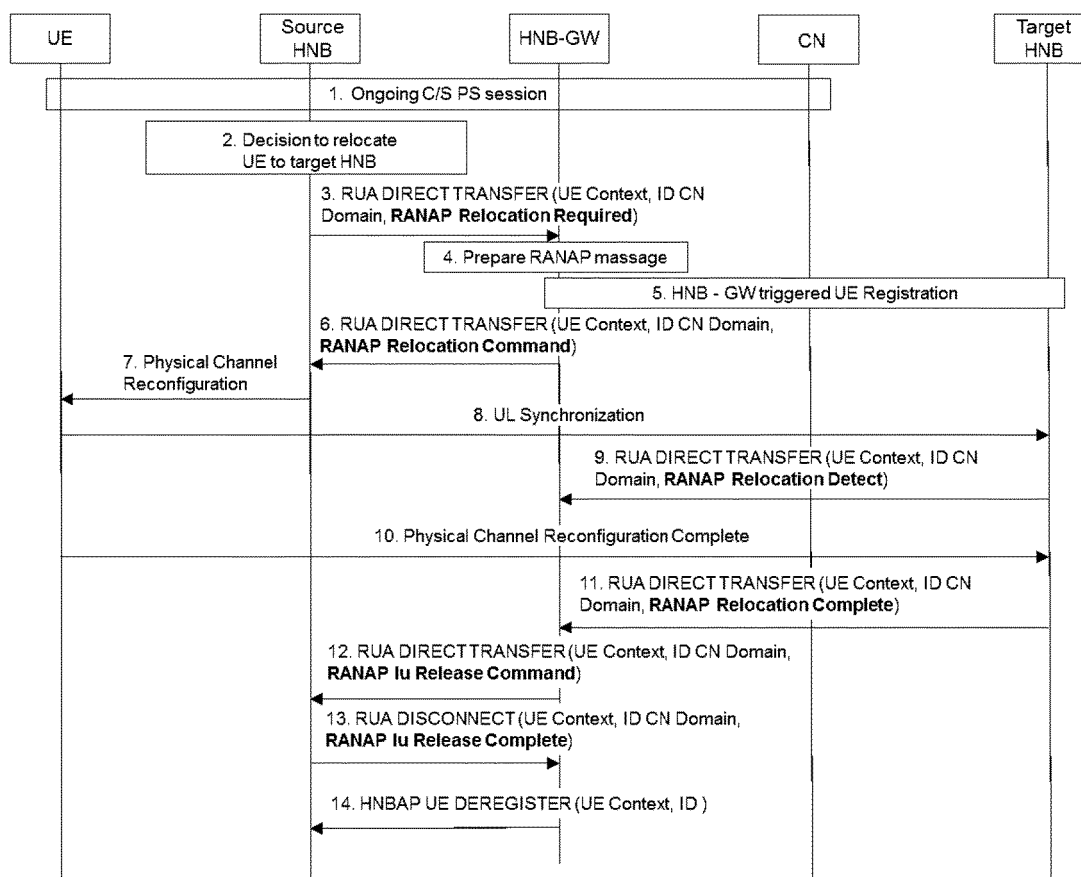 UE
Source
HNB
HNB-GW
CN
Target
HNB
1. Ongoing C/S PS session
2. Decision to relocate
UE to target HNB
3. RUA DIRECT TRANSFER (UE Context, ID CN
Domain, RANAP Relocation Required)
4. Prepare RANAP massage
5. HNB - GW triggered UE Registration
6. RUA DIRECT TRANSFER (UE Context, ID CN Domain,
RANAP Relocation Command)
7. Physical Channel
Reconfiguration
8. UL Synchronization
9. RUA DIRECT TRANSFER (UE Context, ID CN
Domain, RANAP Relocation Detect)
10. Physical Channel Reconfiguration Complete
11. RUA DIRECT TRANSFER (UE Context, ID CN
Domain, RANAP Relocation Complete)
12. RUA DIRECT TRANSFER (UE Context, ID CN Domain,
RANAP Iu Release Command)
13. RUA DISCONNECT (UE Context, ID CN Domain,
RANAP Iu Release Complete)
14. HNBAP UE DEREGISTER (UE Context, ID )